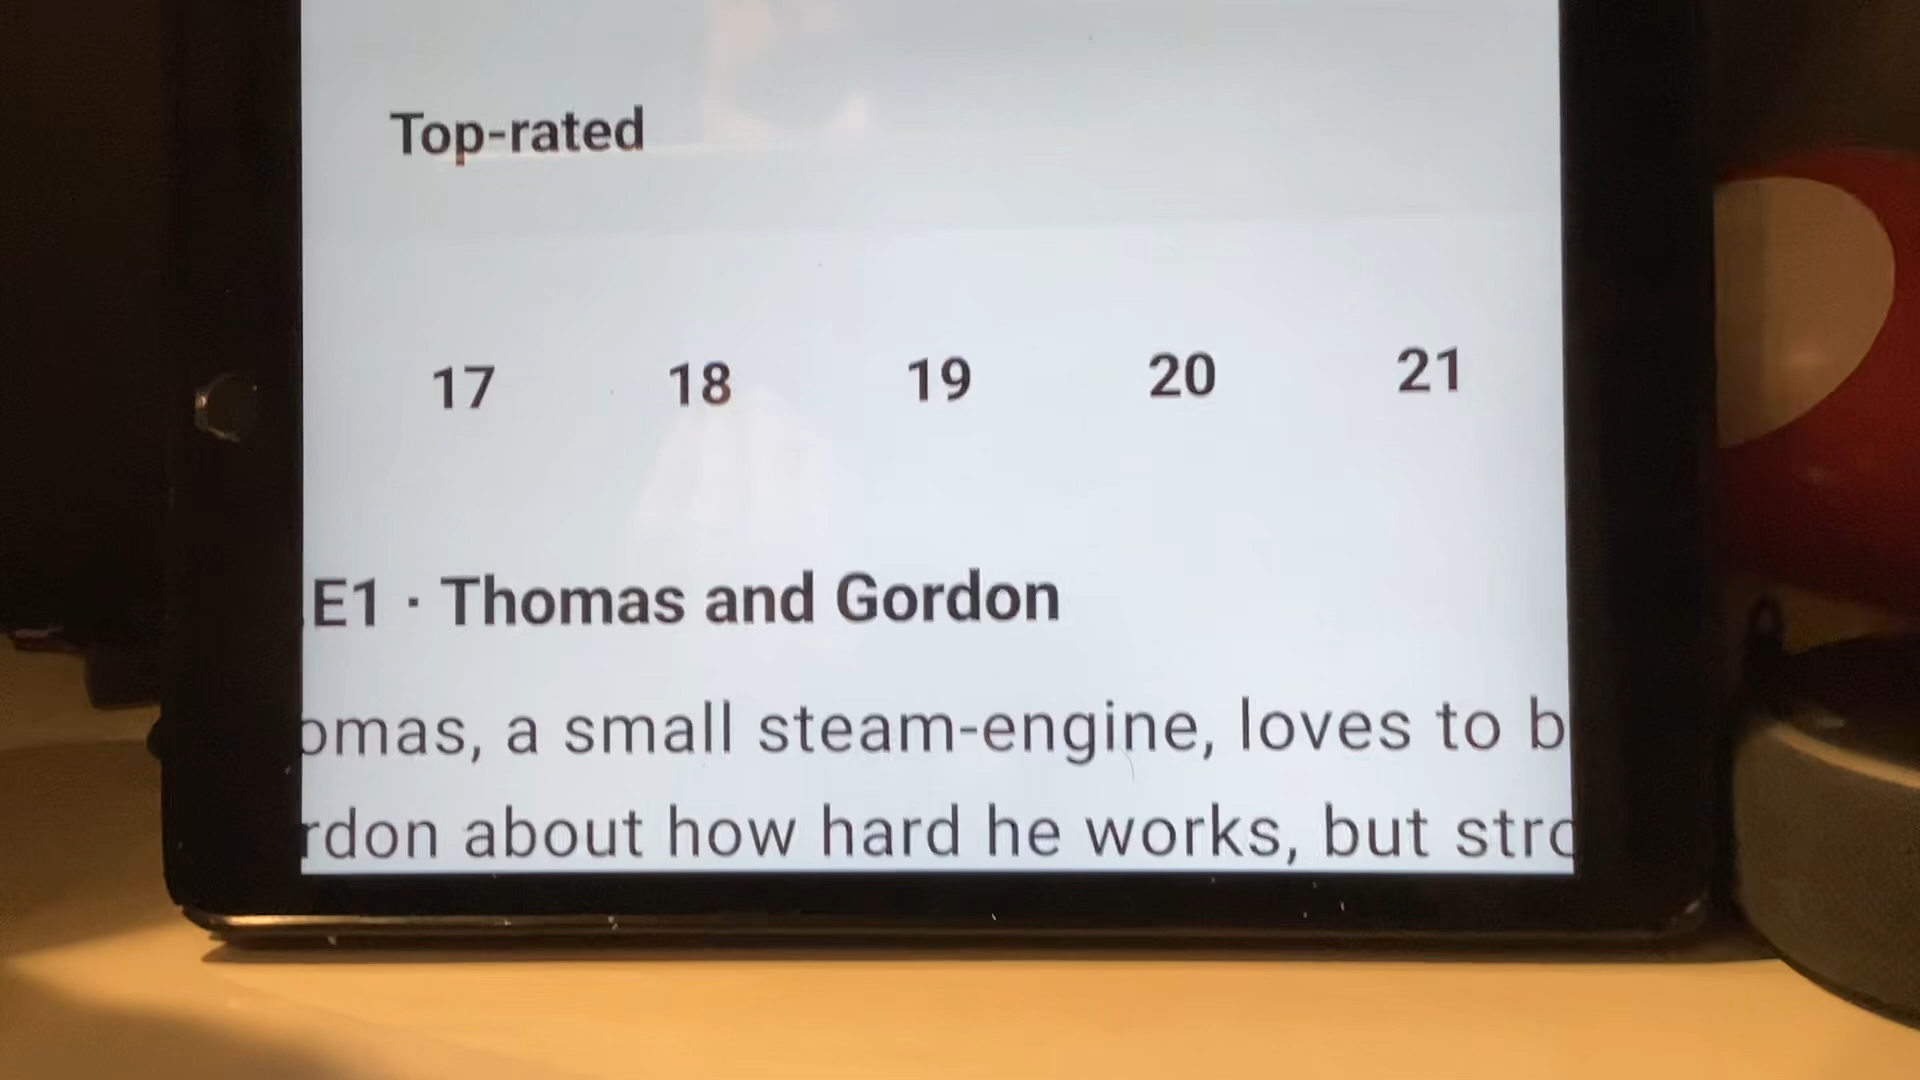 Top-rated
17 18 19 20 21
E1 · Thomas and Gordon
omas, a small steam-engine, loves to b
rdon about how hard he works, but stro